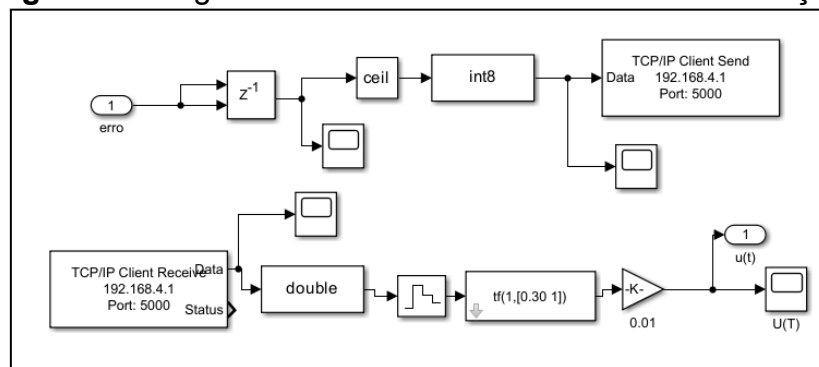 1
erro
Z-1
ceil
int8
TCP/IP Client Send
Data
192.168.4.1
Port: 5000
TCP/IP Client Receive
Data
192.168.4.1
Port: 5000
Status
double
tf(1,[0.30 1])
-K-
0.01
1
u(t)
U(T)